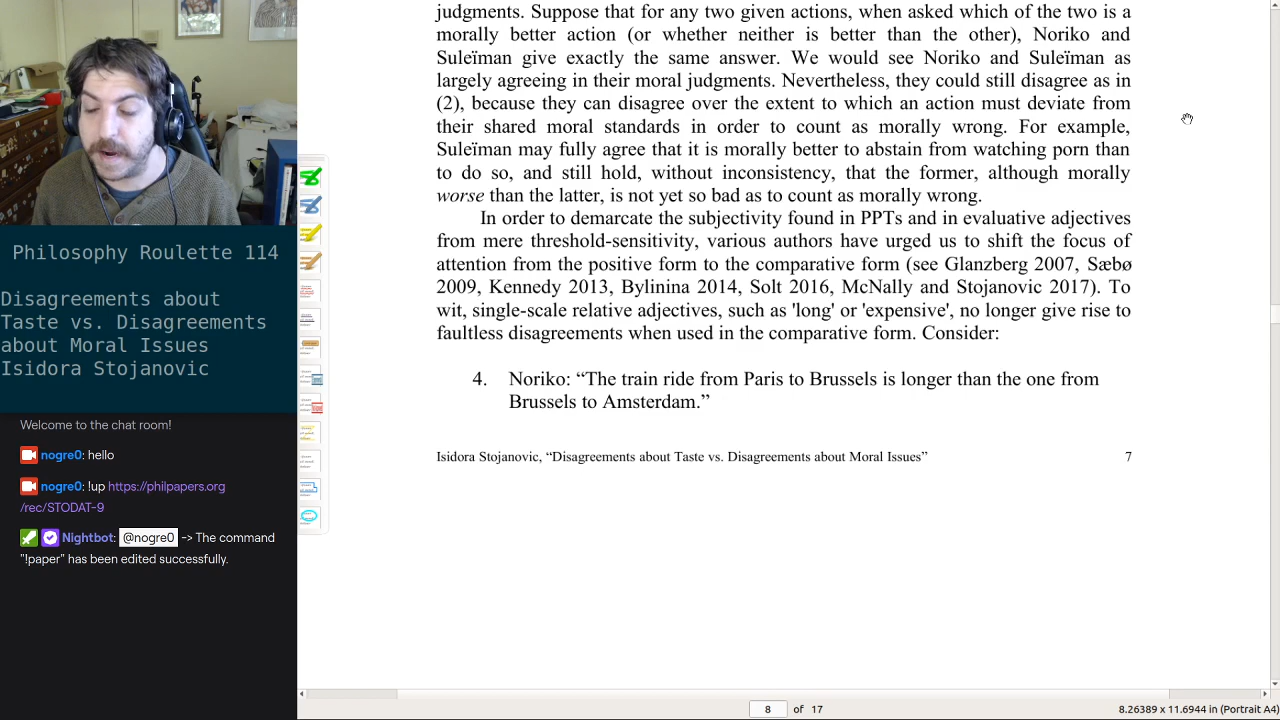 judgments. Suppose that for any two given actions, when asked which of the two is a
morally better action (or whether neither is better than the other), Noriko and
Suleïman give exactly the same answer. We would see Noriko and Suleïman as
largely agreeing in their moral judgments. Nevertheless, they could still disagree as in
(2), because they can disagree over the extent to which an action must deviate from
their shared moral standards in order to count as morally wrong. For example,
Suleïman may fully agree that it is morally better to abstain from watching porn than
to do so, and still hold, without inconsistency, that the former, although morally
worse than the latter, is not yet so bad as to count as morally wrong.
In order to demarcate the subjectivity found in PPTs and in evaluative adjectives
from mere threshold-sensitivity, various authors have urged us to shift the focus of
attention from the positive form to the comparative form (see Glanzberg 2007,
2009, Kennedy 2013, Bylinina 2014, Solt 2016, McNally and Stojanovic 2017). To
wit, single-scale relative adjectives, such as long or expensive, no longer give rise to
faultless disagreements when used in the comparative form. Consider:
4. Noriko: “The train ride from Paris to Brussels is longer than the one from
Brussels to Amsterdam.”
Isidora Stojanovic, “Disagreements about Taste vs. Disagreements about Moral Issues” 7
Philosophy Roulette 114
Disagreements about
Taste vs. Disagreements
about Moral Issues
Isidora Stojanovic
Welcome to the chat room!
nogre0: hello
nogre0: !up https://philpapers.org
/rec/STODAT-9
Nightbot: @nogre0 -> The command
"!paper" has been edited successfully.
8 of 17
8.26389 x 11.6944 in (Portrait A4)